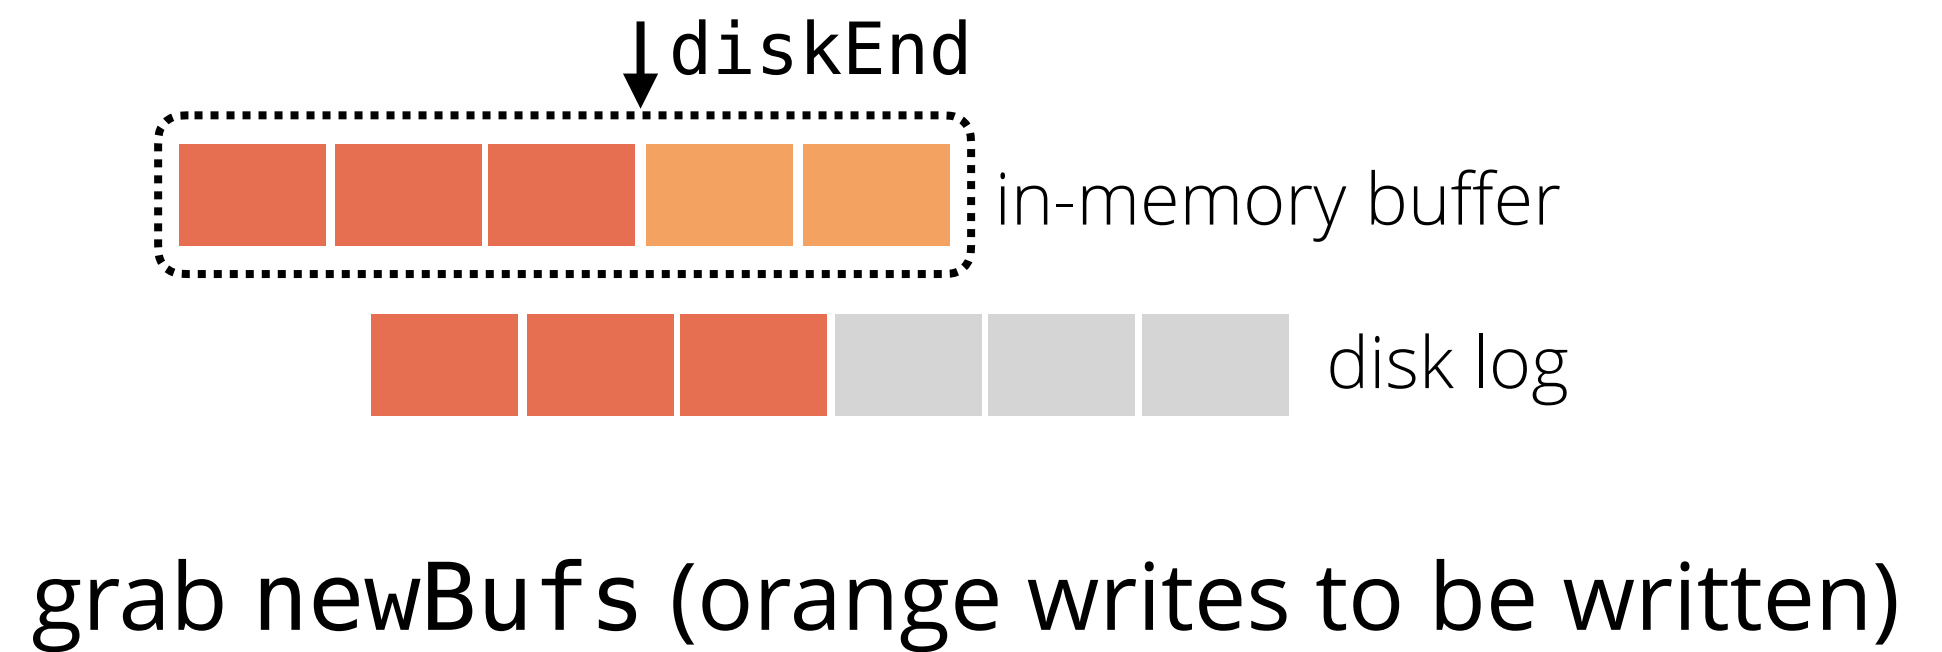 diskEnd
in-memory buffer
disk log
grab newBufs (orange writes to be written)